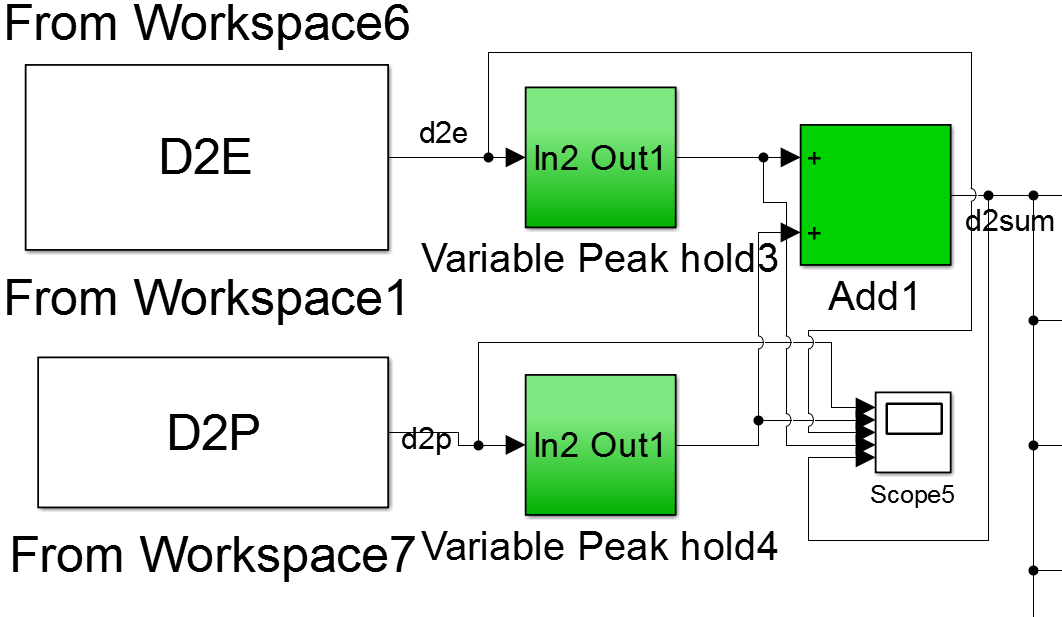 From Workspace6
D2E
d2e
In2 Out1
+
+
d2sum
Variable Peak hold3
Add1
From Workspace1
D2P
d2p
In2 Out1
Scope5
From Workspace7
Variable Peak hold4